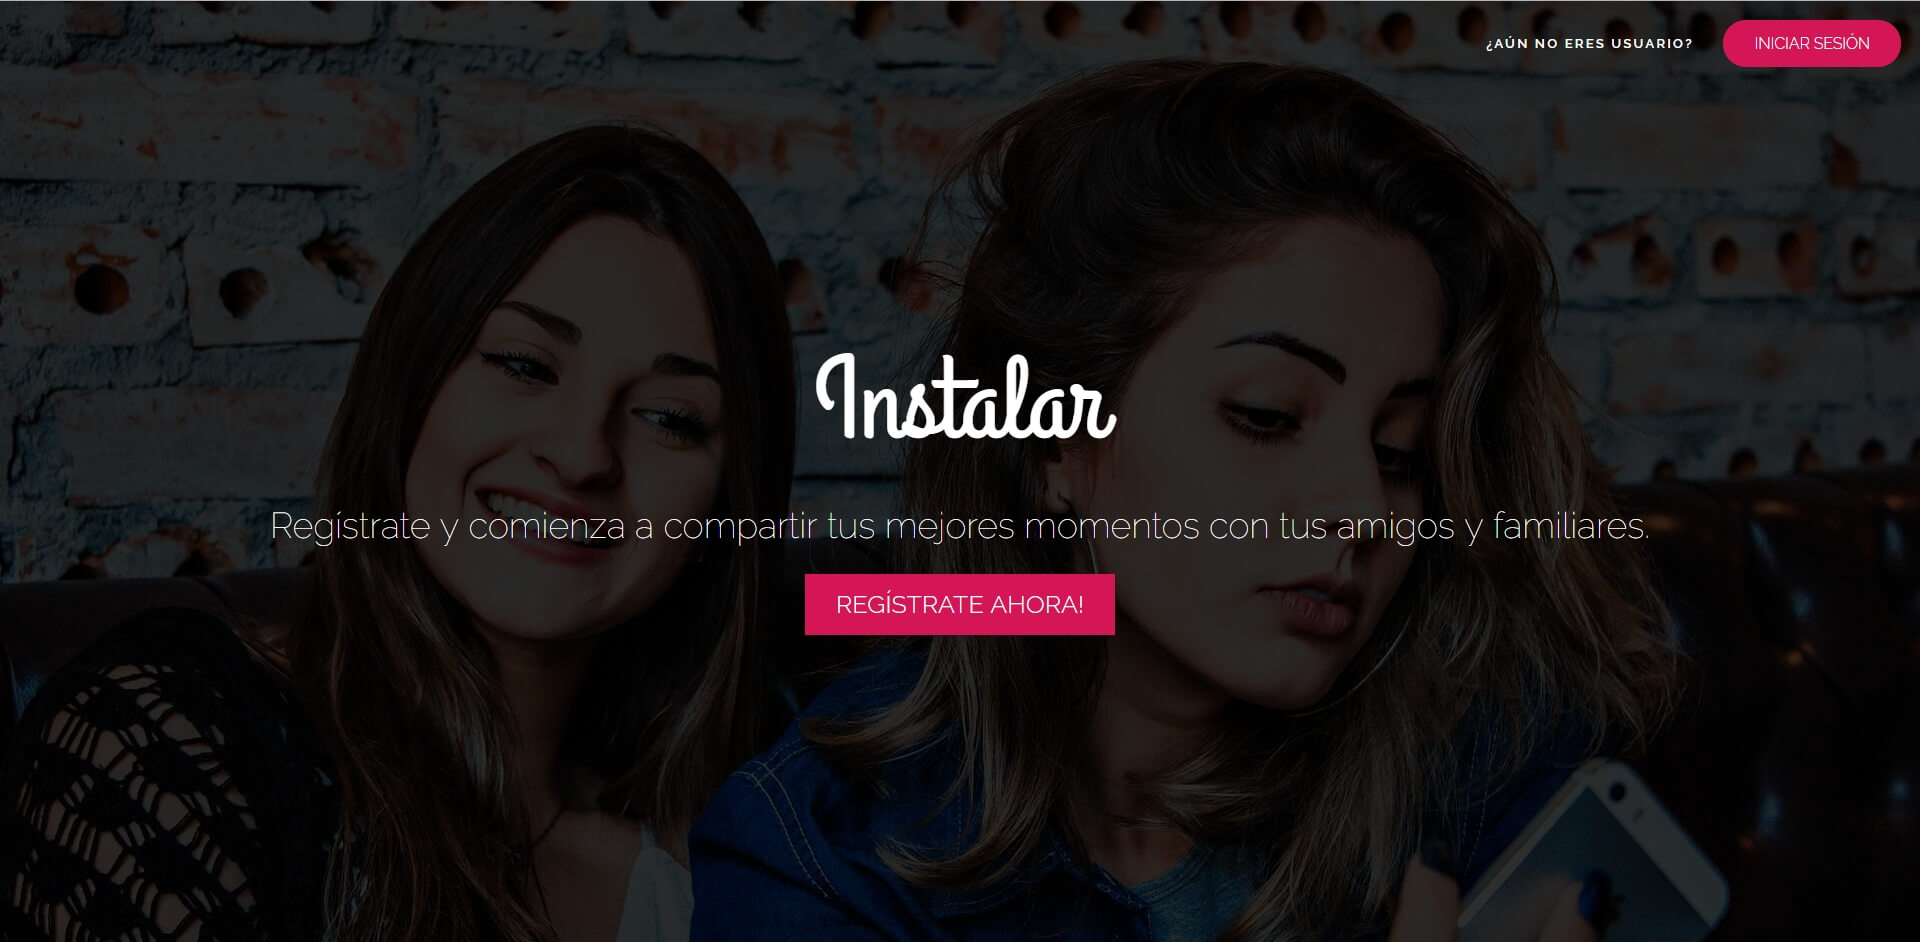 ¿AÚN NO ERES USUARIO?
INICIAR SESIÓN
Instalar
Regístrate y comienza a compartir tus mejores momentos con tus amigos y familiares.
REGÍSTRATE AHORA!